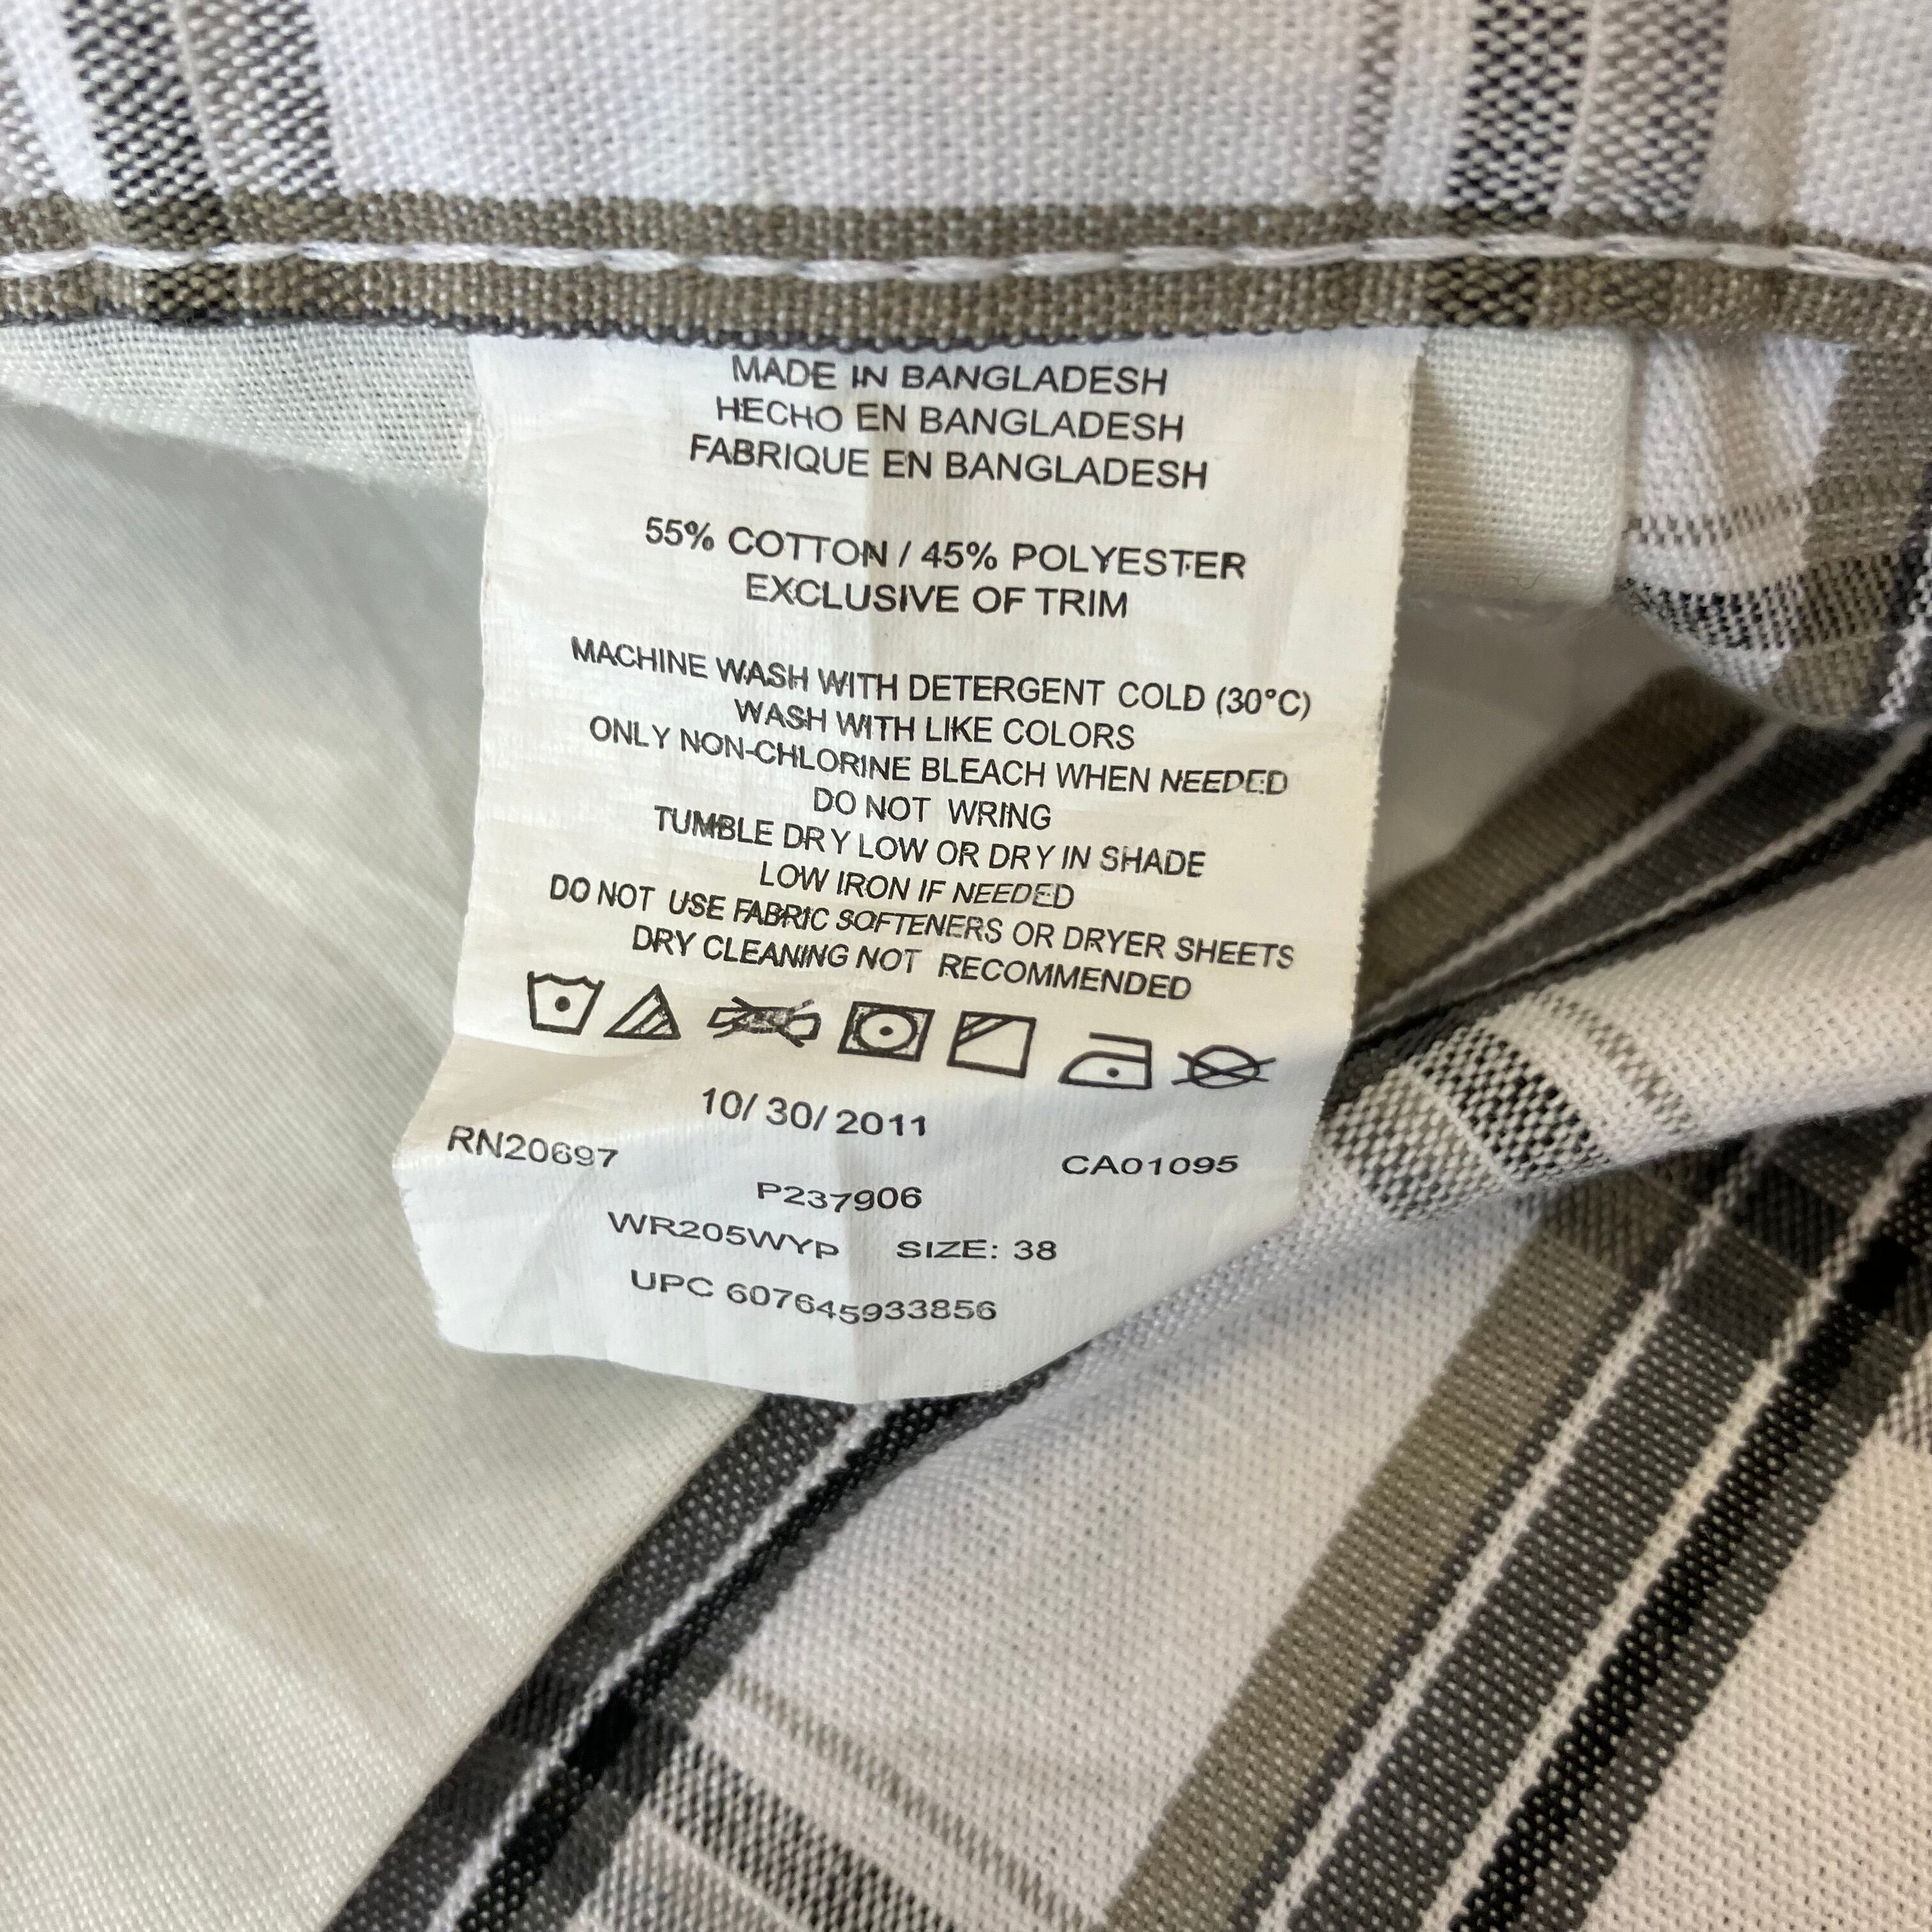 MADE IN BANGLADESH
HECHO EN BANGLADESH
FABRIQUE EN BANGLADESH
55% COTTON / 45% POLYESTER
EXCLUSIVE OF TRIM
MACHINE WASH WITH DETERGENT COLD (30°C)
WASH WITH LIKE COLORS
ONLY NON-CHLORINE BLEACH WHEN NEEDED
DO NOT WRING
TUMBLE DRY LOW OR DRY IN SHADE
LOW IRON IF NEEDED
DO NOT USE FABRIC SOFTENERS OR DRYER SHEETS
DRY CLEANING NOT RECOMMENDED
10/ 30/ 2011
RN20697 CA01095
P237906
WR205WYP SIZE: 38
UPC 607645933856